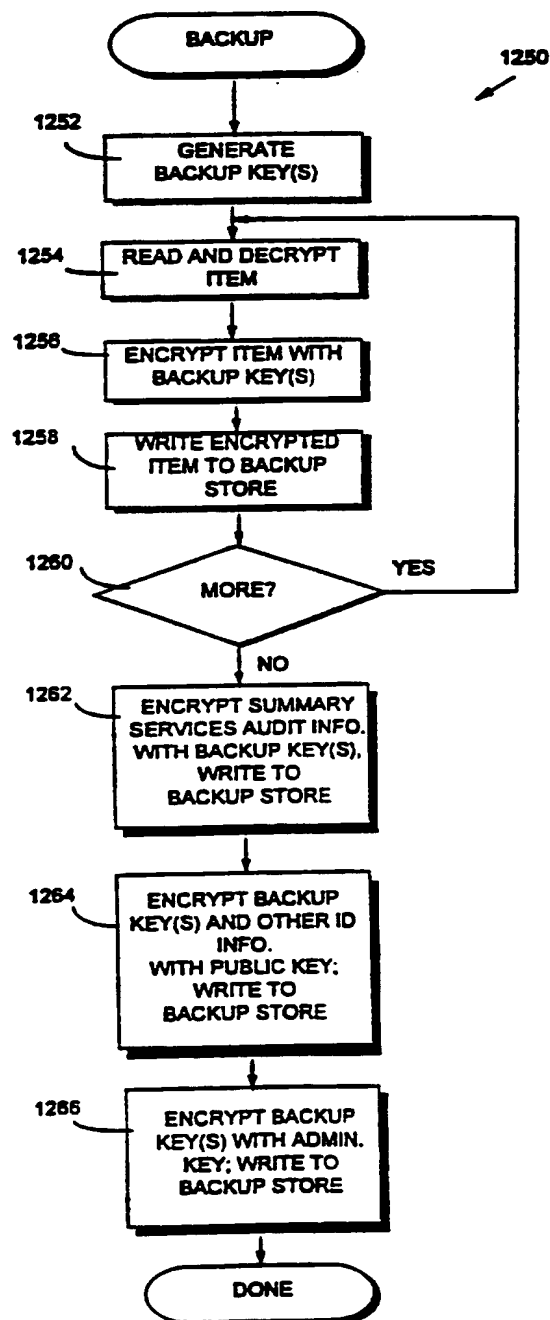 BACKUP
1250
1252
GENERATE
BACKUP KEY(S)
1254
READ AND DECRYPT
ITEM
1256
ENCRYPT ITEM WITH
BACKUP KEY(S)
1258
WRITE ENCRYPTED
ITEM TO BACKUP
STORE
1260
MORE?
YES
NO
1262
ENCRYPT SUMMARY
SERVICES AUDIT INFO.
WITH BACKUP KEY(S),
WRITE TO
BACKUP STORE
1264
ENCRYPT BACKUP
KEY(S) AND OTHER ID
INFO.
WITH PUBLIC KEY;
WRITE TO
BACKUP STORE
1266
ENCRYPT BACKUP
KEY(S) WITH ADMIN.
KEY; WRITE TO
BACKUP STORE
DONE